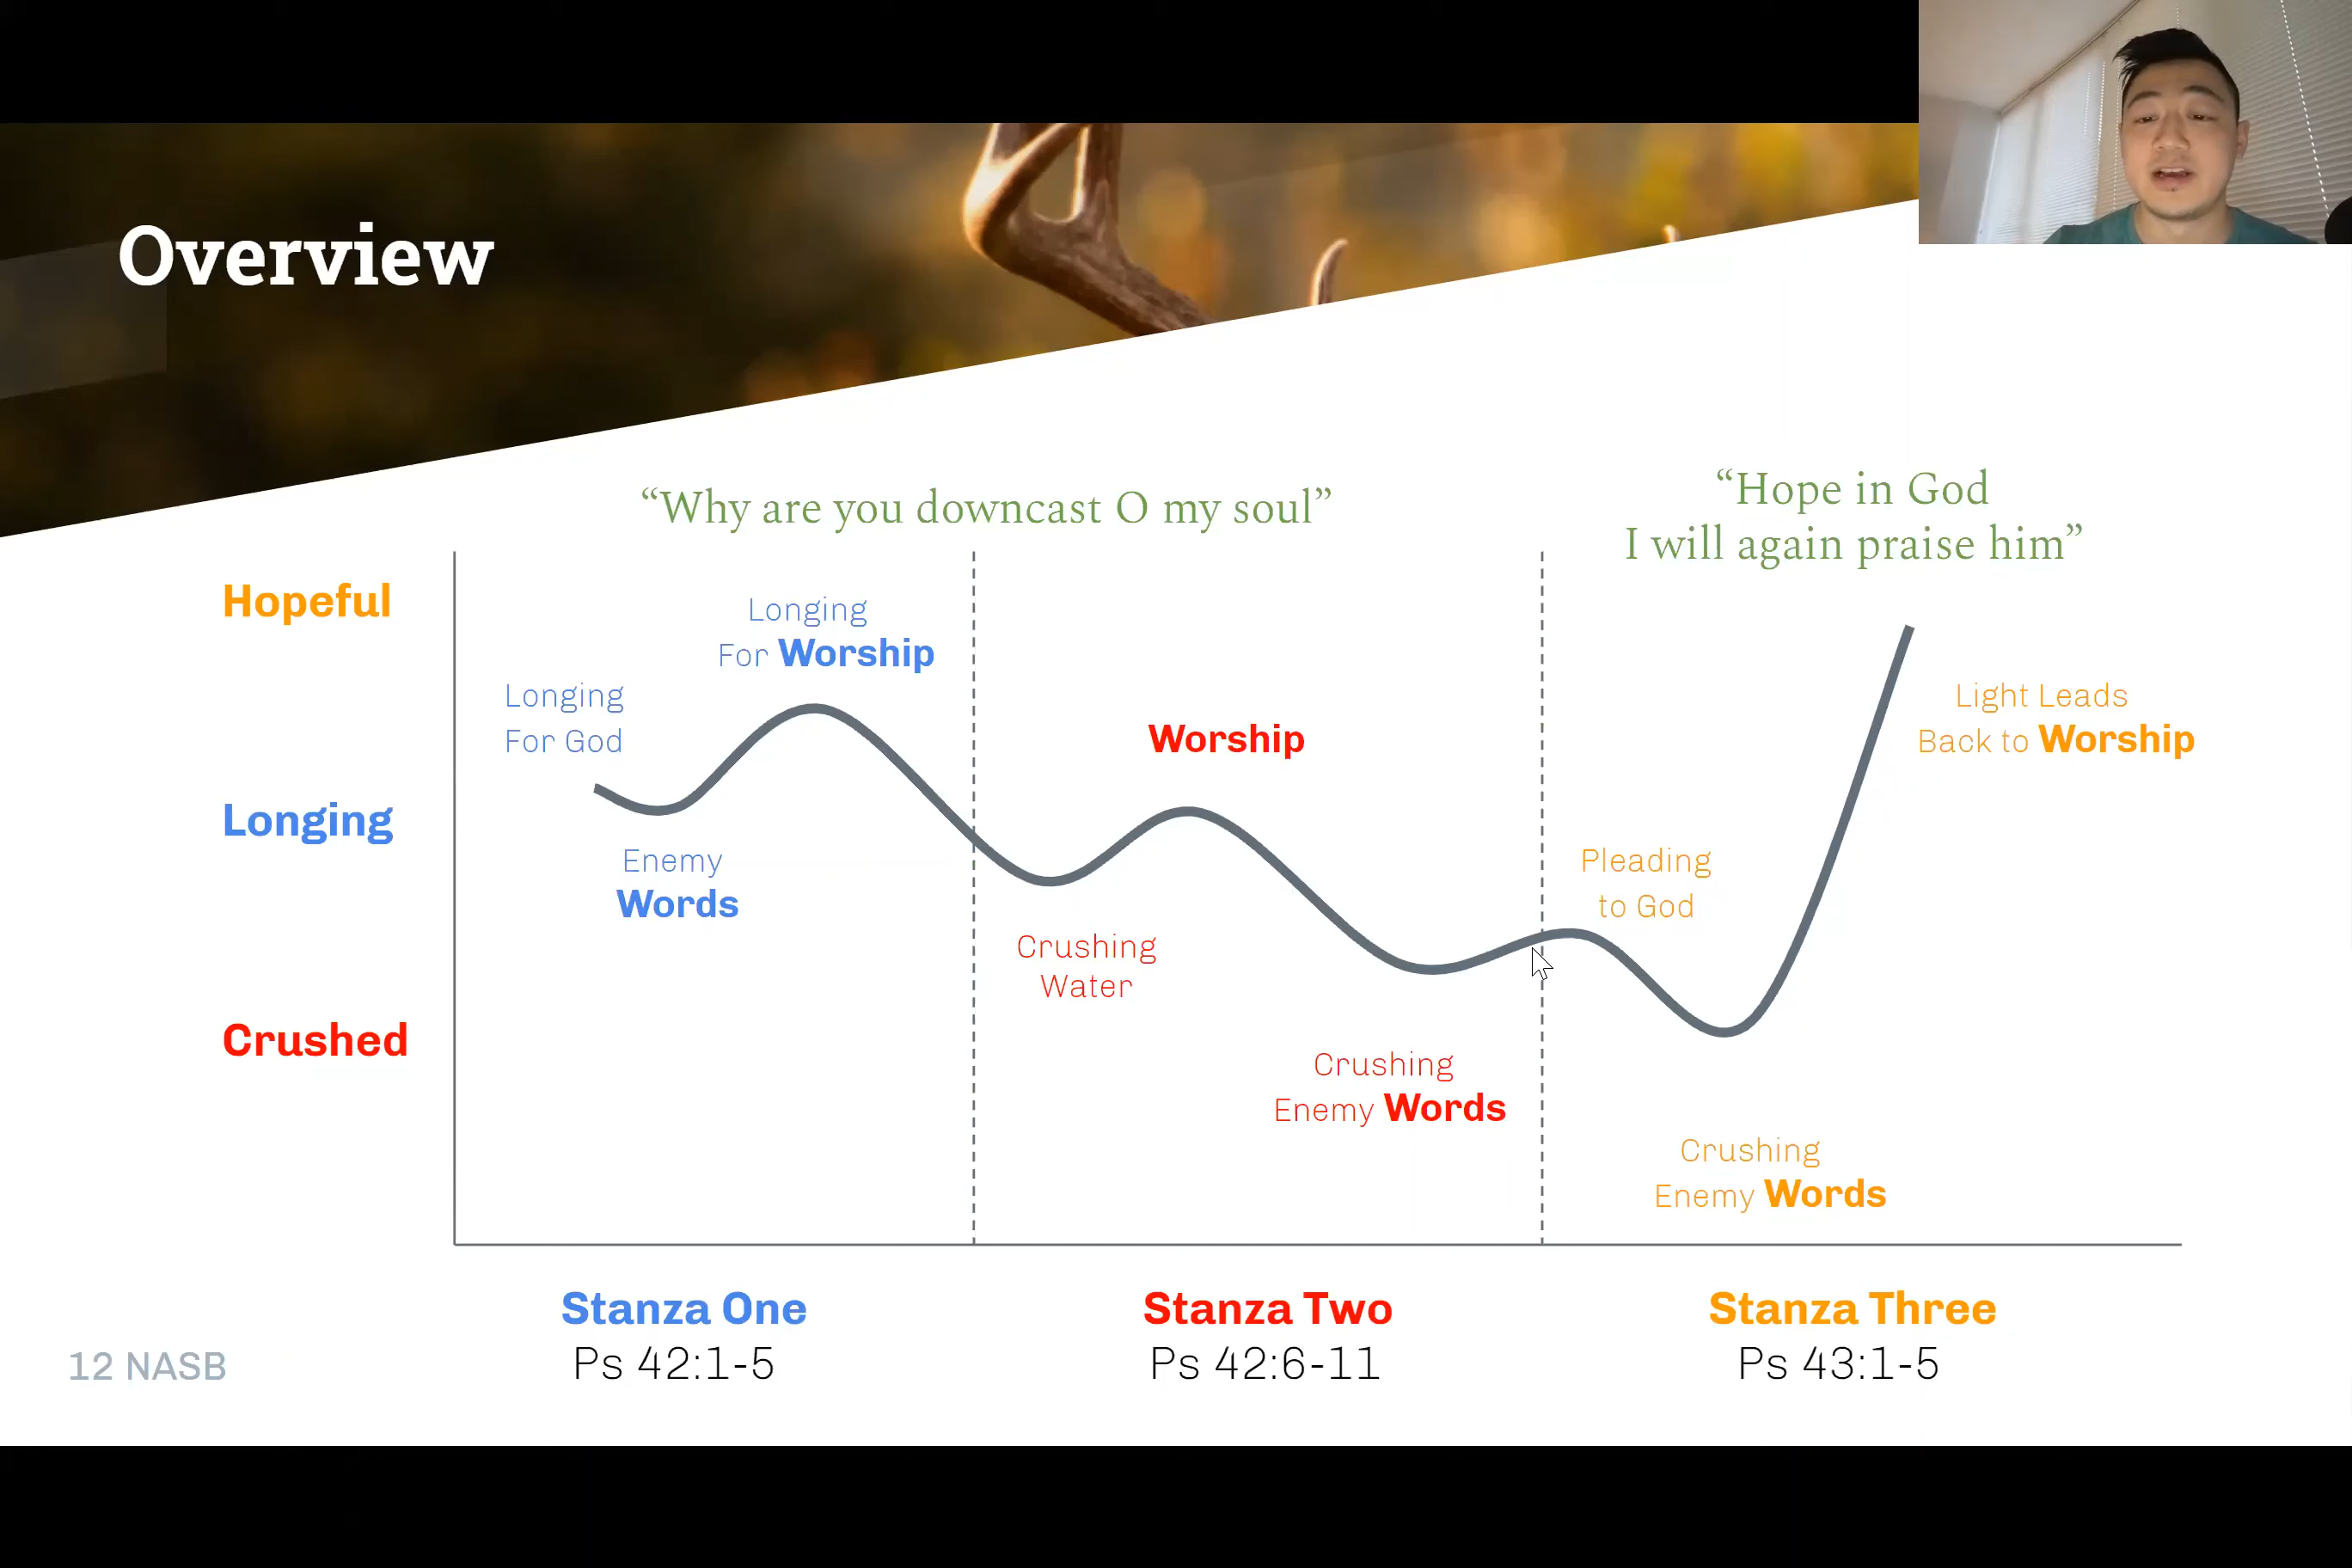 Overview
“Why are you downcast O my soul”
“Hope in God
I will again praise him”
Hopeful
Longing
Crushed
Longing
For God
Enemy
Words
Longing
For Worship
Crushing
Water
Worship
Crushing
Enemy Words
Pleading
to God
Crushing
Enemy Words
Light Leads
Back to Worship
Stanza One
Ps 42:1-5
Stanza Two
Ps 42:6-11
Stanza Three
Ps 43:1-5
12 NASB